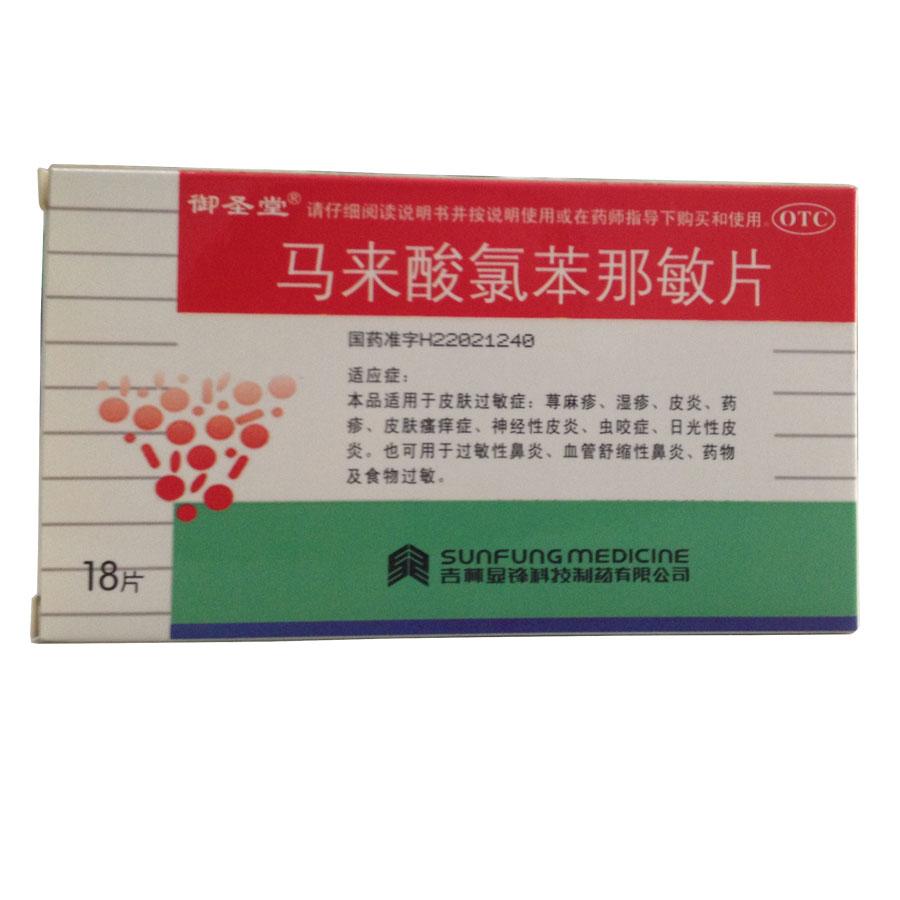 御圣堂® 请仔细阅读说明书并按说明使用或在药师指导下购买和使用。 OTC
马来酸氯苯那敏片
国药准字H22021240
适应症：
本品适用于皮肤过敏症：荨麻疹、湿疹、皮炎、药
疹、皮肤瘙痒症、神经性皮炎、虫咬症、日光性皮
炎。也可用于过敏性鼻炎、血管舒缩性鼻炎、药物
及食物过敏。
18片
SUNFUNG MEDICINE
吉林显锋科技制药有限公司